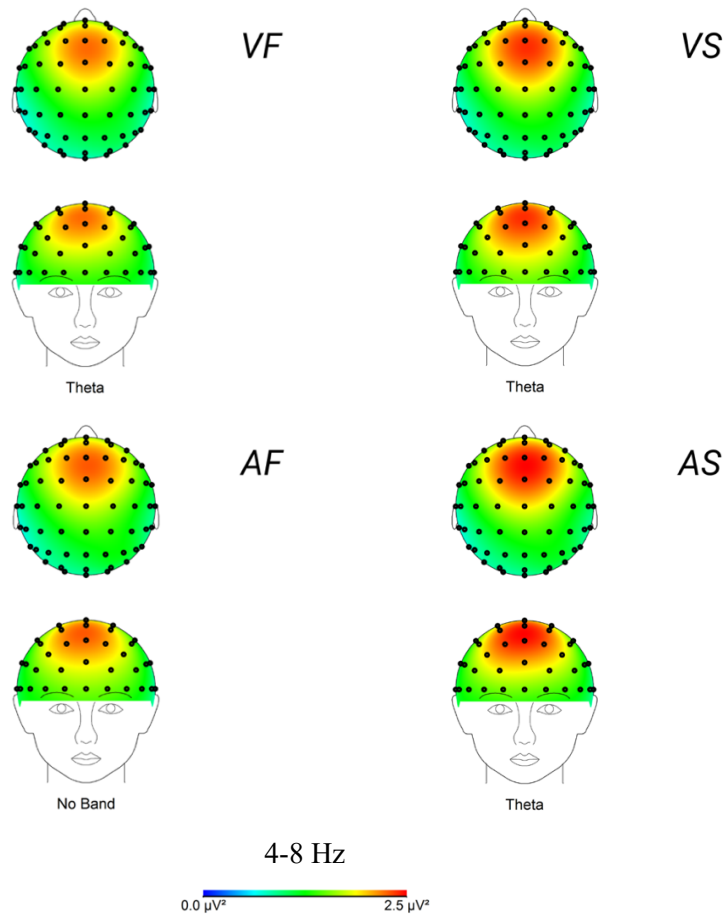 VF
VS
Theta
Theta
AF
AS
No Band
Theta
4-8 Hz
0.0 µV²
2.5 µV²